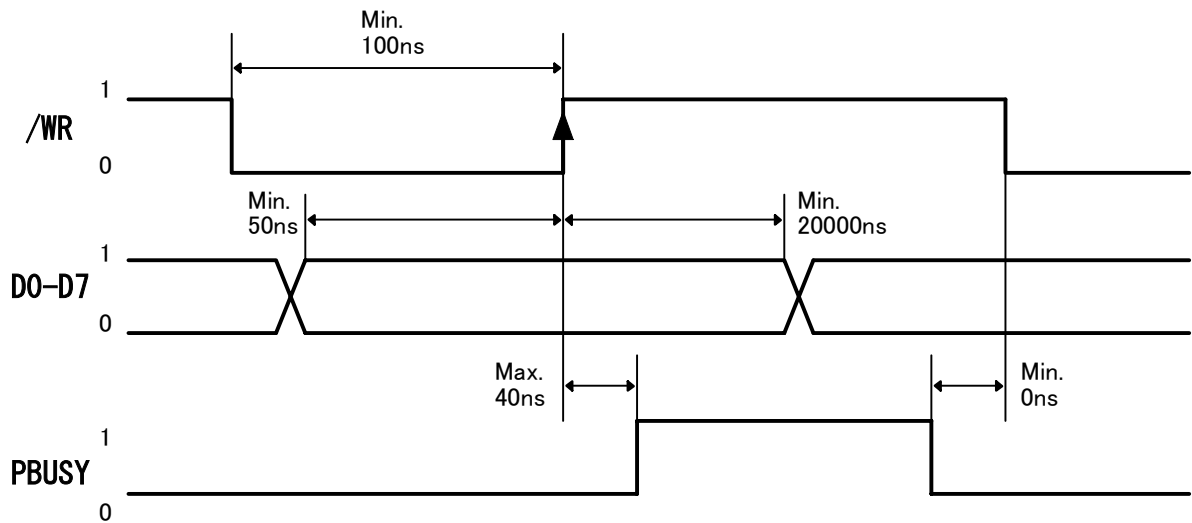 Min.
100ns
1
/WR
0
Min.
50ns
Min.
20000ns
1
D0-D7
0
Max.
40ns
Min.
0ns
1
PBUSY
0